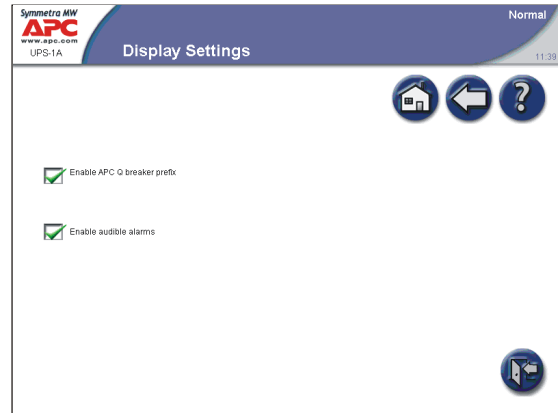 Symmetra MW
APC
www.apc.com
UPS-1A
Display Settings
Normal
11:39
?
Enable APC Q breaker prefix
Enable audible alarms